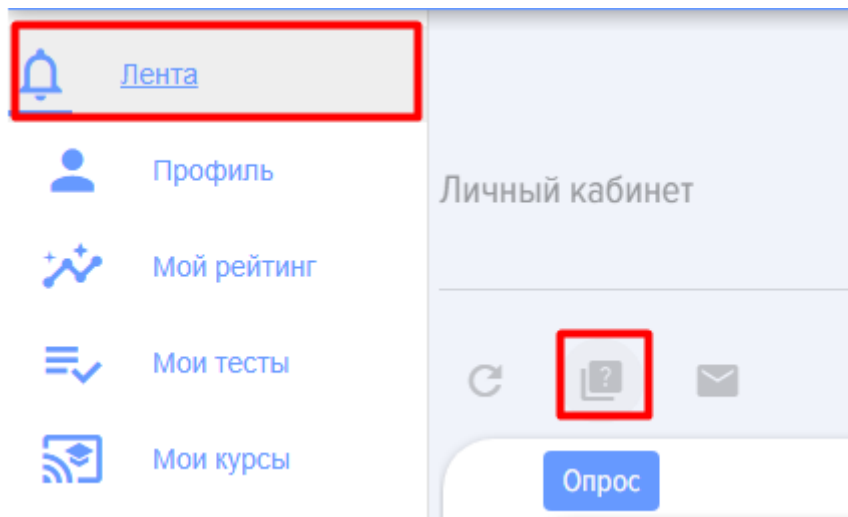 Лента
Профиль
Мой рейтинг
Мои тесты
Мои курсы
Личный кабинет
?
Опрос